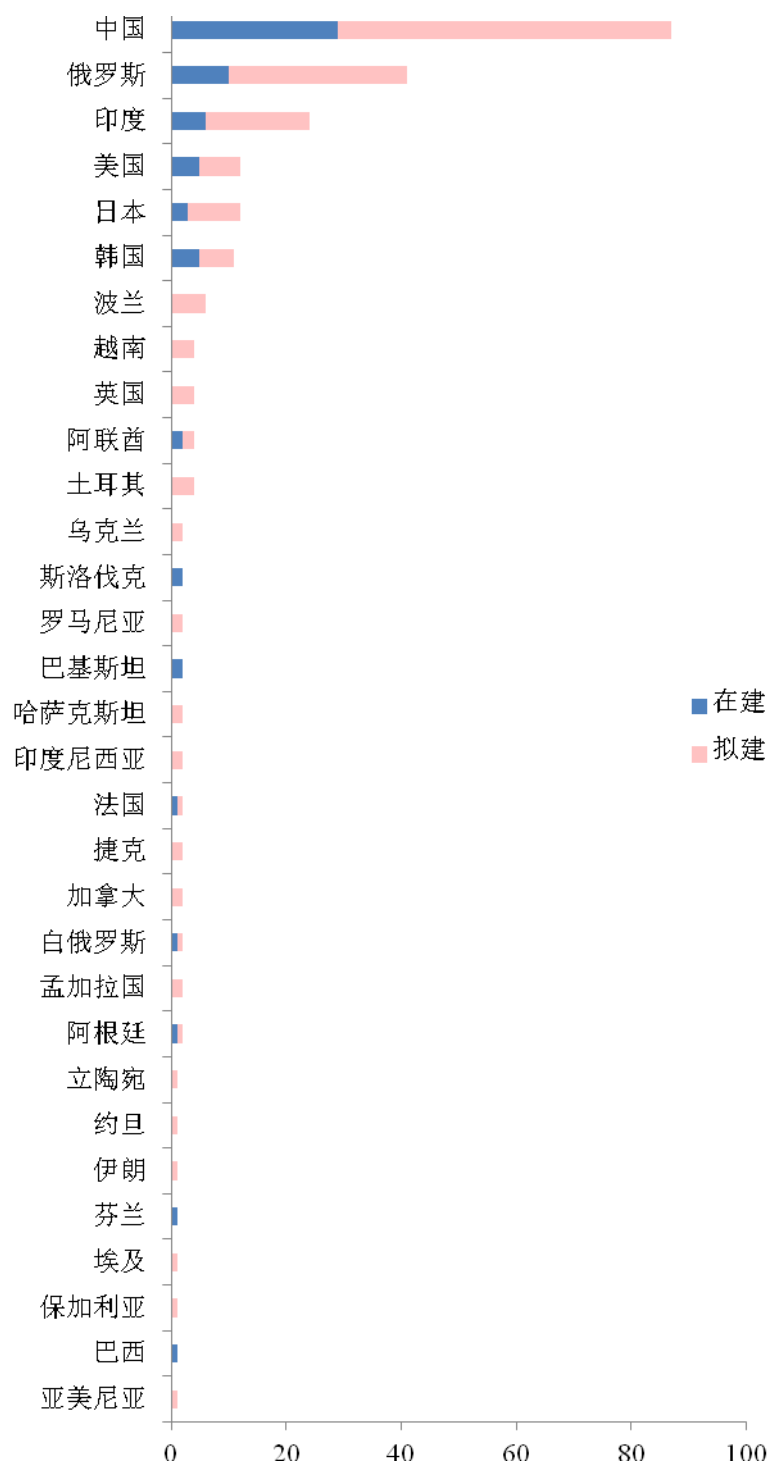 中国
俄罗斯
印度
美国
日本
韩国
波兰
越南
英国
阿联酋
土耳其
乌克兰
斯洛伐克
罗马尼亚
巴基斯坦
哈萨克斯坦
印度尼西亚
法国
捷克
加拿大
白俄罗斯
孟加拉国
阿根廷
立陶宛
约旦
伊朗
芬兰
埃及
保加利亚
巴西
亚美尼亚
在建
拟建
0 20 40 60 80 100